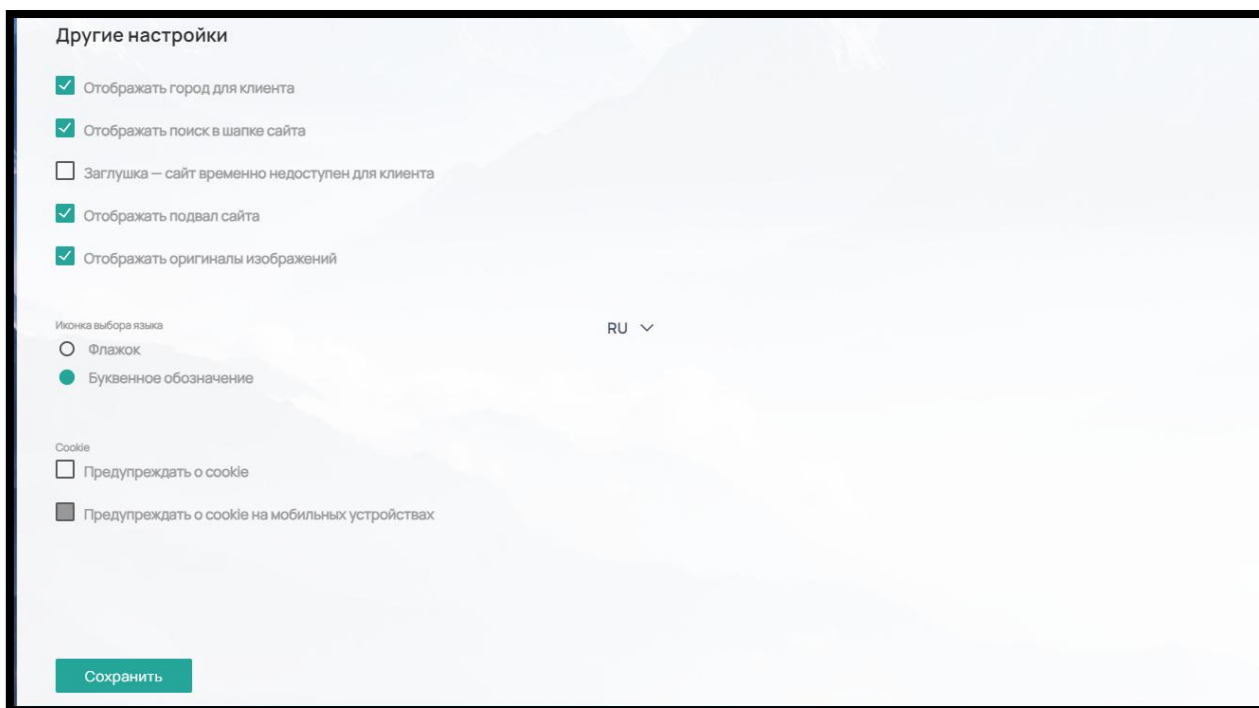 Другие настройки
Отображать город для клиента
Отображать поиск в шапке сайта
Заглушка — сайт временно недоступен для клиента
Отображать подвал сайта
Отображать оригиналы изображений
Иконка выбора языка
RU
Флажок
Буквенное обозначение
Cookie
Предупреждать о cookie
Предупреждать о cookie на мобильных устройствах
Сохранить